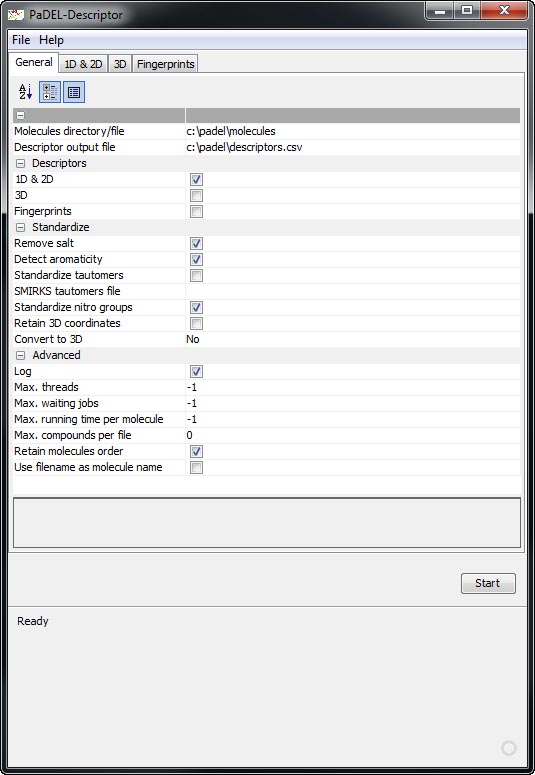 PaDEL-Descriptor
File Help
General 1D & 2D 3D Fingerprints
Molecules directory/file c:\padel\molecules
Descriptor output file c:\padel\descriptors.csv
Descriptors
1D & 2D
3D
Fingerprints
Standardize
Remove salt
Detect aromaticity
Standardize tautomers
SMIRKS tautomers file
Standardize nitro groups
Retain 3D coordinates
Convert to 3D No
Advanced
Log
Max. threads -1
Max. waiting jobs -1
Max. running time per molecule -1
Max. compounds per file 0
Retain molecules order
Use filename as molecule name
Start
Ready